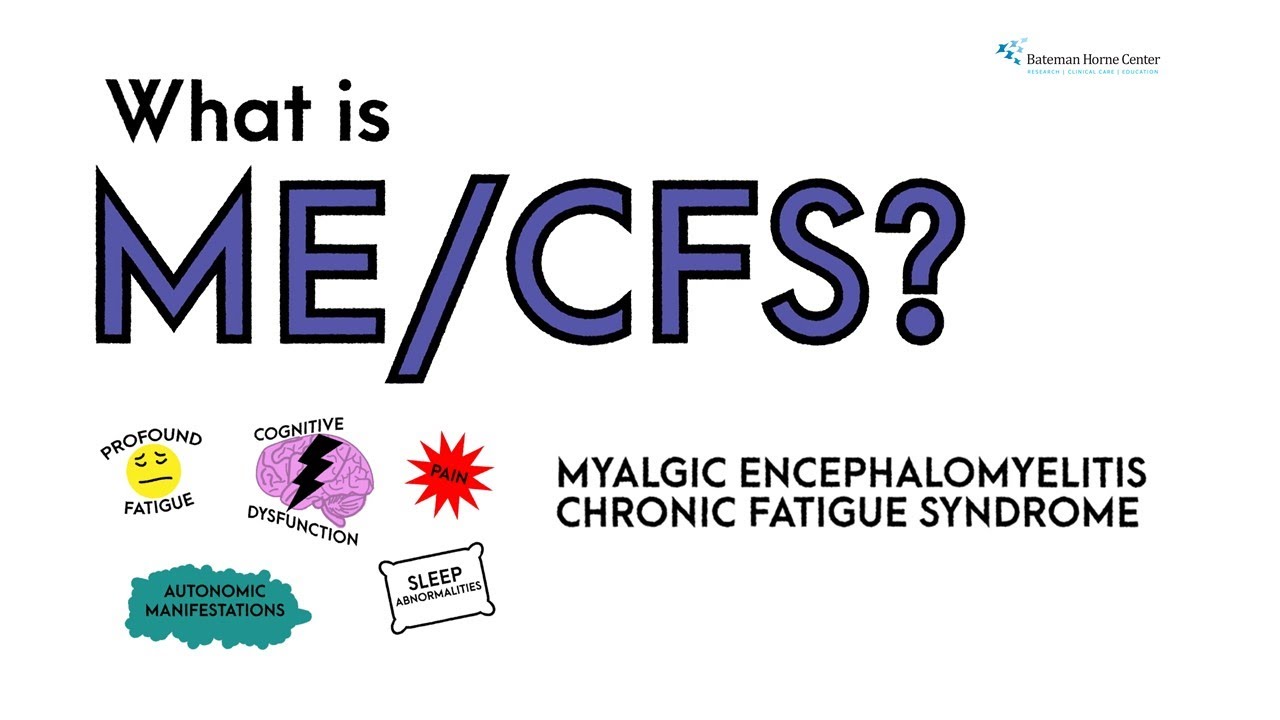 Bateman Horne Center
RESEARCH | CLINICAL CARE | EDUCATION
What is
ME/CFS?
PROFOUND
FATIGUE
COGNITIVE
DYSFUNCTION
PAIN
MYALGIC ENCEPHALOMYELITIS
CHRONIC FATIGUE SYNDROME
AUTONOMIC
MANIFESTATIONS
SLEEP
ABNORMALITIES